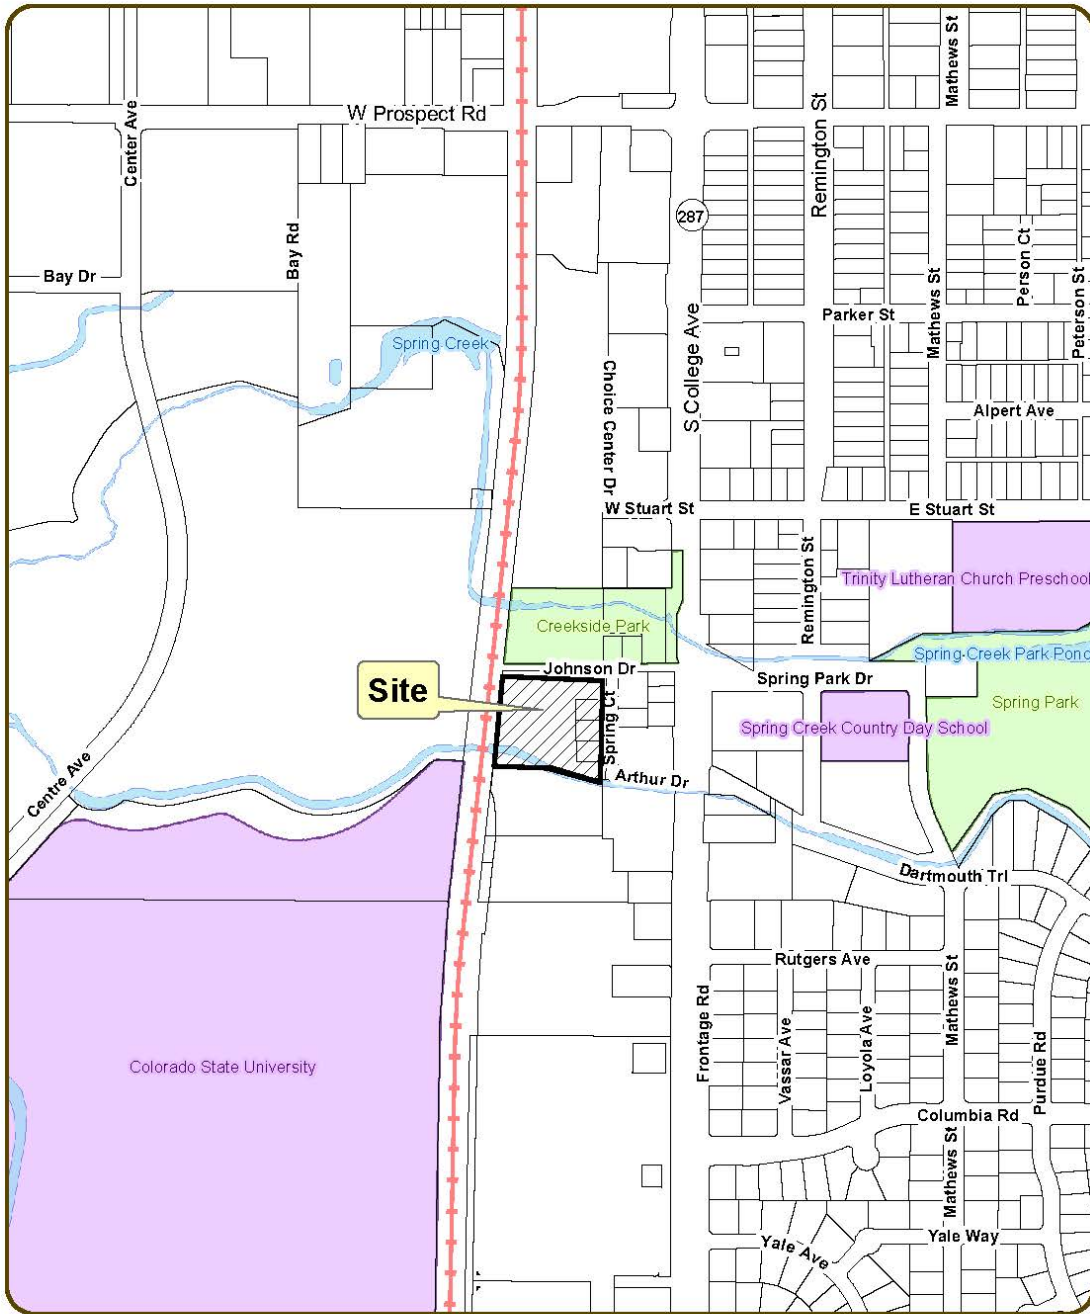 Mathews St
W Prospect Rd
Center Ave
Remington St
287
Bay Rd
Person Ct
Bay Dr
Mathews St
Peterson St
Parker St
S College Ave
Spring Creek
Choice Center Dr
Alpert Ave
W Stuart St
E Stuart St
Remington St
Trinity Lutheran Church Preschool
Creekside Park
Spring Creek Park Pond
Johnson Dr
Spring Park Dr
Site
Spring Ct
Spring Park
Spring Creek Country Day School
Centre Ave
Arthur Dr
Dartmouth Trl
Rutgers Ave
Mathews St
Frontage Rd
Vassar Ave
Loyola Ave
Purdue Rd
Colorado State University
Columbia Rd
Mathews St
Yale Ave
Yale Way